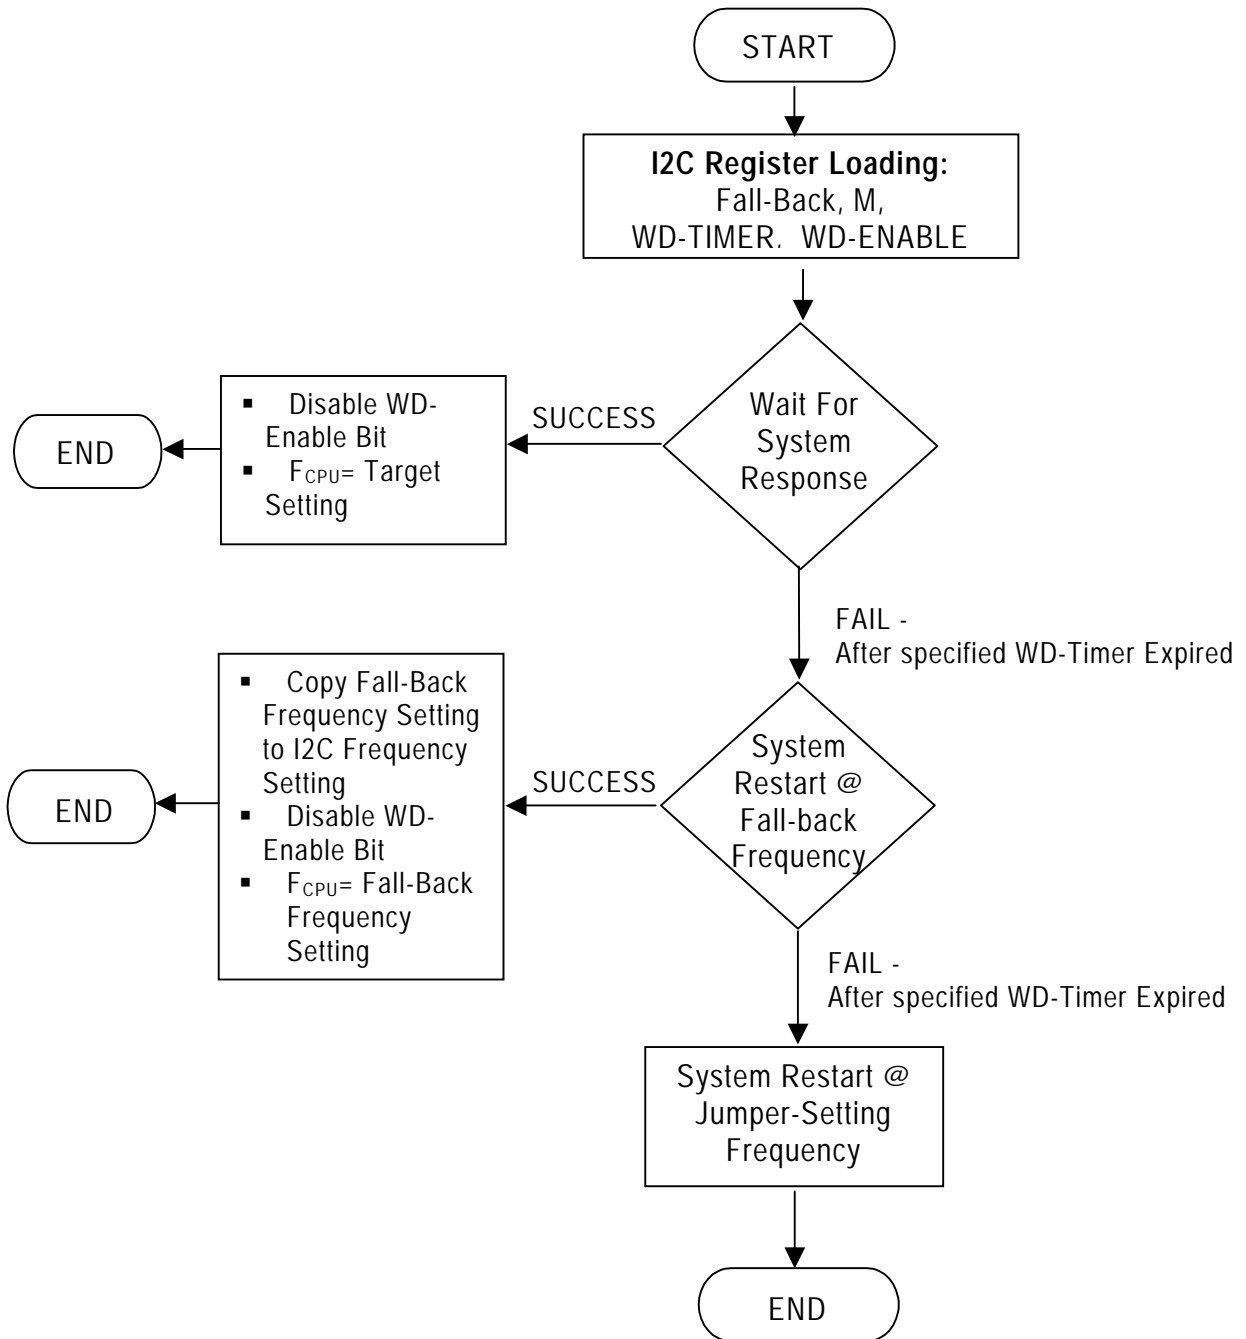 START
I2C Register Loading:
Fall-Back, M,
WD-TIMER. WD-ENABLE
Wait For
System
Response
SUCCESS
▪ Disable WD-
Enable Bit
▪ FCPU= Target
Setting
END
FAIL -
After specified WD-Timer Expired
System
Restart @
Fall-back
Frequency
SUCCESS
▪ Copy Fall-Back
Frequency Setting
to I2C Frequency
Setting
▪ Disable WD-
Enable Bit
▪ FCPU= Fall-Back
Frequency
Setting
END
FAIL -
After specified WD-Timer Expired
System Restart @
Jumper-Setting
Frequency
END